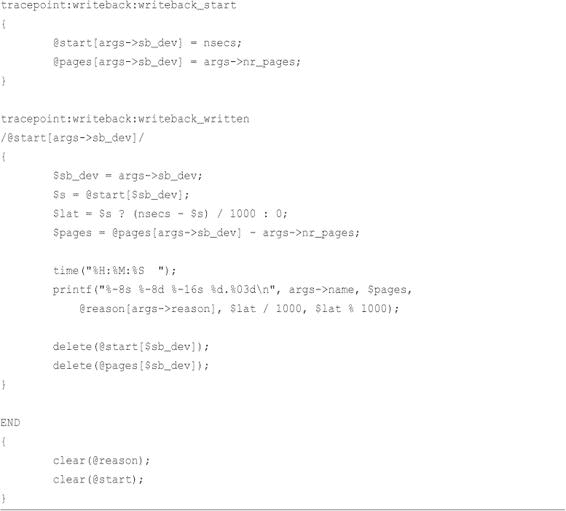 tracepoint:writeback:writeback_start
{
        @start[args->sb_dev] = nsecs;
        @pages[args->sb_dev] = args->nr_pages;
}

tracepoint:writeback:writeback_written
/@start[args->sb_dev]/
{
        $sb_dev = args->sb_dev;
        $s = @start[$sb_dev];
        $lat = $s ? (nsecs - $s) / 1000 : 0;
        $pages = @pages[args->sb_dev] - args->nr_pages;

        time("%H:%M:%S  ");
        printf("%-8s %-8d %-16s %d.%03d\n", args->name, $pages,
            @reason[args->reason], $lat / 1000, $lat % 1000);

        delete(@start[$sb_dev]);
        delete(@pages[$sb_dev]);
}

END
{
        clear(@reason);
        clear(@start);
}